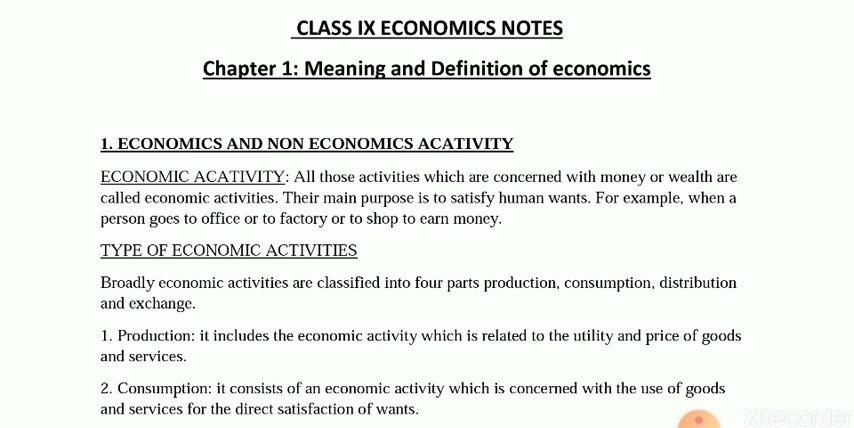 CLASS IX ECONOMICS NOTES
Chapter 1: Meaning and Definition of economics
1. ECONOMICS AND NON ECONOMICS ACATIVITY
ECONOMIC ACATIVITY: All those activities which are concerned with money or wealth are
called economic activities. Their main purpose is to satisfy human wants. For example, when a
person goes to office or to factory or to shop to earn money.
TYPE OF ECONOMIC ACTIVITIES
Broadly economic activities are classified into four parts production, consumption, distribution
and exchange.
1. Production: it includes the economic activity which is related to the utility and price of goods
and services.
2. Consumption: it consists of an economic activity which is concerned with the use of goods
and services for the direct satisfaction of wants.
XRecorder